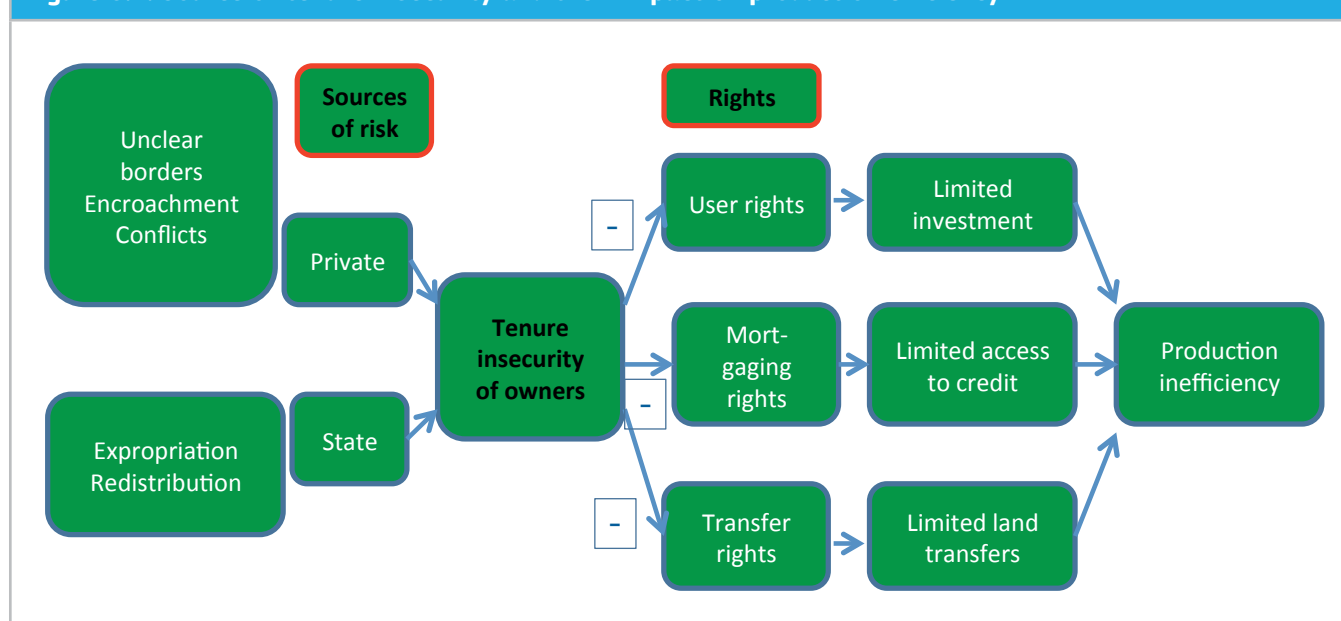 Sources
of risk
Rights
Unclear
borders
Encroachment
Conflicts
Private
User rights
Limited
investment
-
Tenure
insecurity
of owners
Mort-
gaging
rights
Limited access
to credit
Production
inefficiency
-
Expropriation
Redistribution
State
-
Transfer
rights
Limited land
transfers